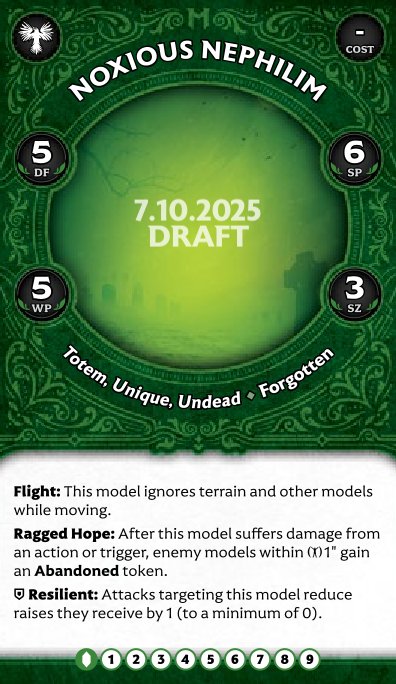 -
COST
NOXIOUS NEPHILIM
5
DF
6
SP
7.10.2025
DRAFT
5
WP
3
SZ
Totem, Unique, Undead ◆ Forgotten
Flight: This model ignores terrain and other models
while moving.
Ragged Hope: After this model suffers damage from
an action or trigger, enemy models within 1" gain
an Abandoned token.
Resilient: Attacks targeting this model reduce
raises they receive by 1 (to a minimum of 0).
1 2 3 4 5 6 7 8 9